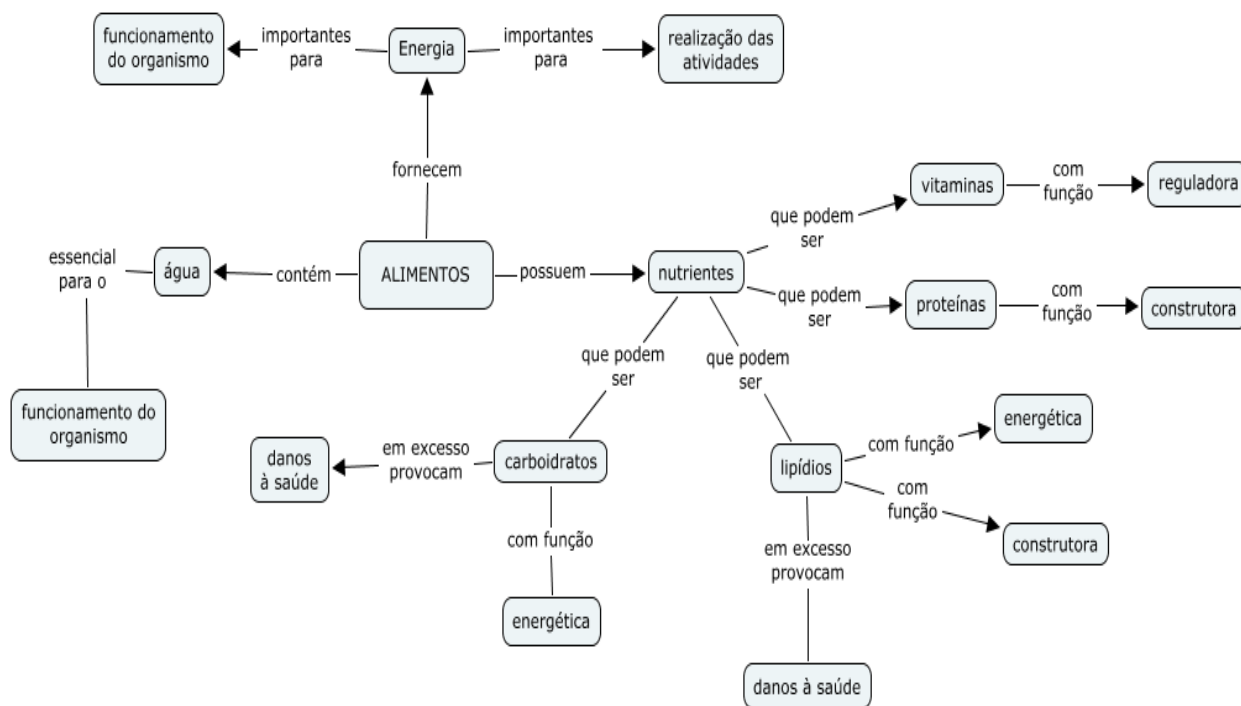 funcionamento
do organismo
importantes
para
Energia
importantes
para
realização das
atividades
fornecem
ALIMENTOS
contém
água
essencial
para o
funcionamento do
organismo
possuem
nutrientes
que podem
ser
vitaminas
com
função
reguladora
que podem
ser
proteínas
com
função
construtora
que podem
ser
carboidratos
em excesso
provocam
danos
à saúde
com função
energética
que podem
ser
lipídios
com função
energética
com
função
construtora
em excesso
provocam
danos à saúde